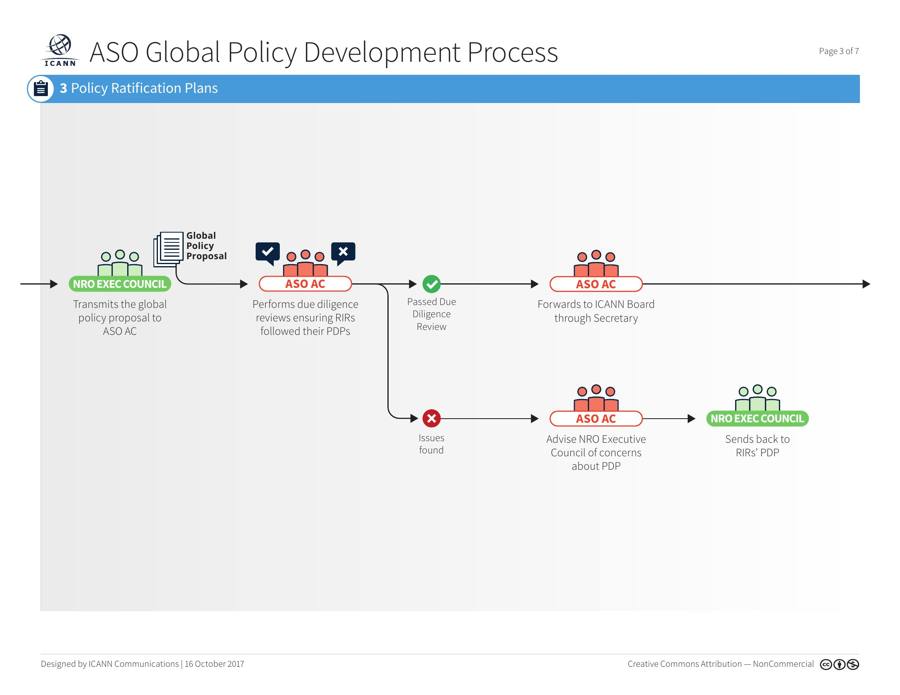 ICANN
ASO Global Policy Development Process
Page 3 of 7
3 Policy Ratification Plans
Global
Policy
Proposal
NRO EXEC COUNCIL
Transmits the global
policy proposal to
ASO AC
ASO AC
Performs due diligence
reviews ensuring RIRs
followed their PDPs
Passed Due
Diligence
Review
ASO AC
Forwards to ICANN Board
through Secretary
Issues
found
ASO AC
Advise NRO Executive
Council of concerns
about PDP
NRO EXEC COUNCIL
Sends back to
RIRs' PDP
Designed by ICANN Communications | 16 October 2017
Creative Commons Attribution — NonCommercial